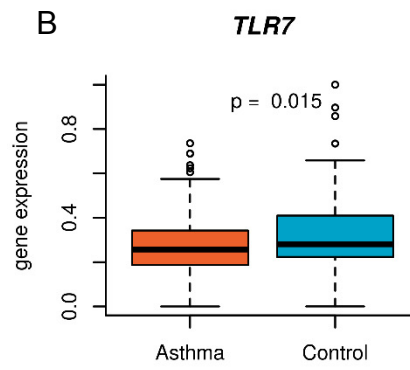 B
TLR7
p = 0.015
gene expression
0.8
0.4
0.0
Asthma
Control